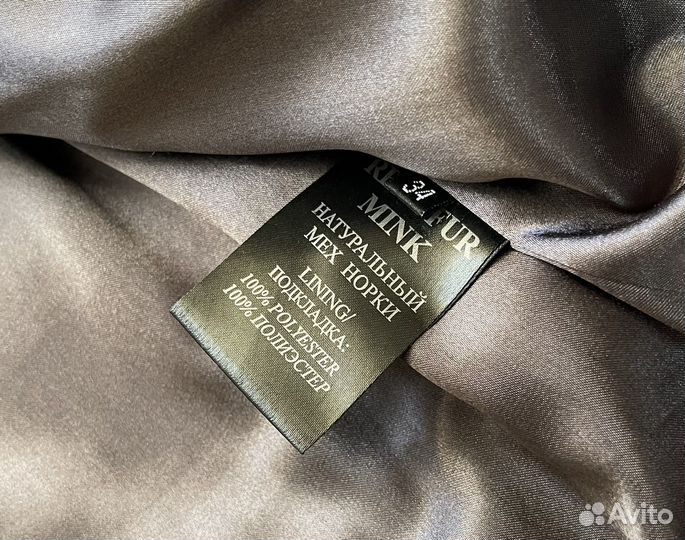 34
FUR
MINK
НАТУРАЛЬНЫЙ
МЕХ НОРКИ
LINING/
ПОДКЛАДКА:
100% POLYESTER
100% ПОЛИЭСТЕР
Avito